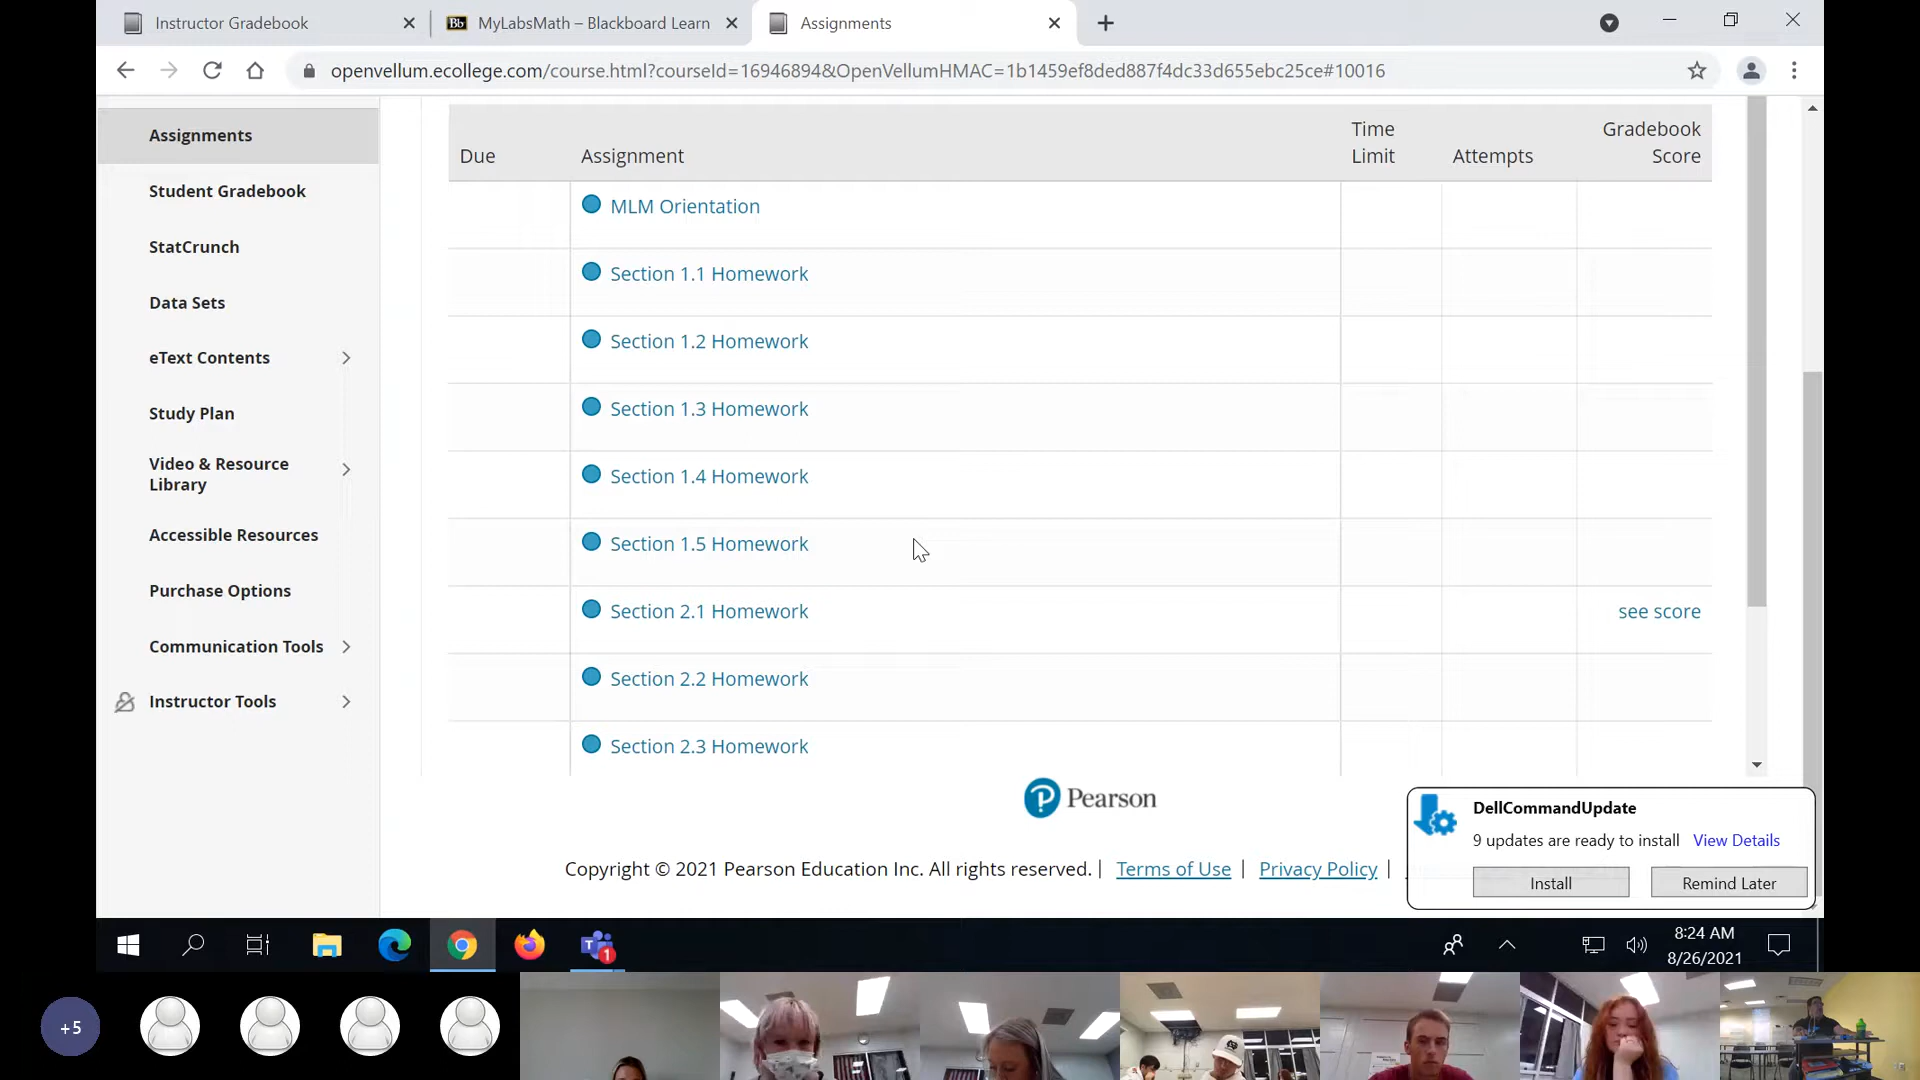 Instructor Gradebook
Bb MyLabsMath – Blackboard Learn
Assignments
openvellum.ecollege.com/course.html?courseId=16946894&OpenVellumHMAC=1b1459ef8ded887f4dc33d655ebc25ce#10016
Assignments
Student Gradebook
StatCrunch
Data Sets
eText Contents
Study Plan
Video & Resource
Library
Accessible Resources
Purchase Options
Communication Tools
Instructor Tools
Due
Assignment
Time
Limit
Attempts
Gradebook
Score
MLM Orientation
Section 1.1 Homework
Section 1.2 Homework
Section 1.3 Homework
Section 1.4 Homework
Section 1.5 Homework
Section 2.1 Homework
see score
Section 2.2 Homework
Section 2.3 Homework
Pearson
Copyright © 2021 Pearson Education Inc. All rights reserved. | Terms of Use | Privacy Policy |
DellCommandUpdate
9 updates are ready to install View Details
Install
Remind Later
T 1
8:24 AM
8/26/2021
+5